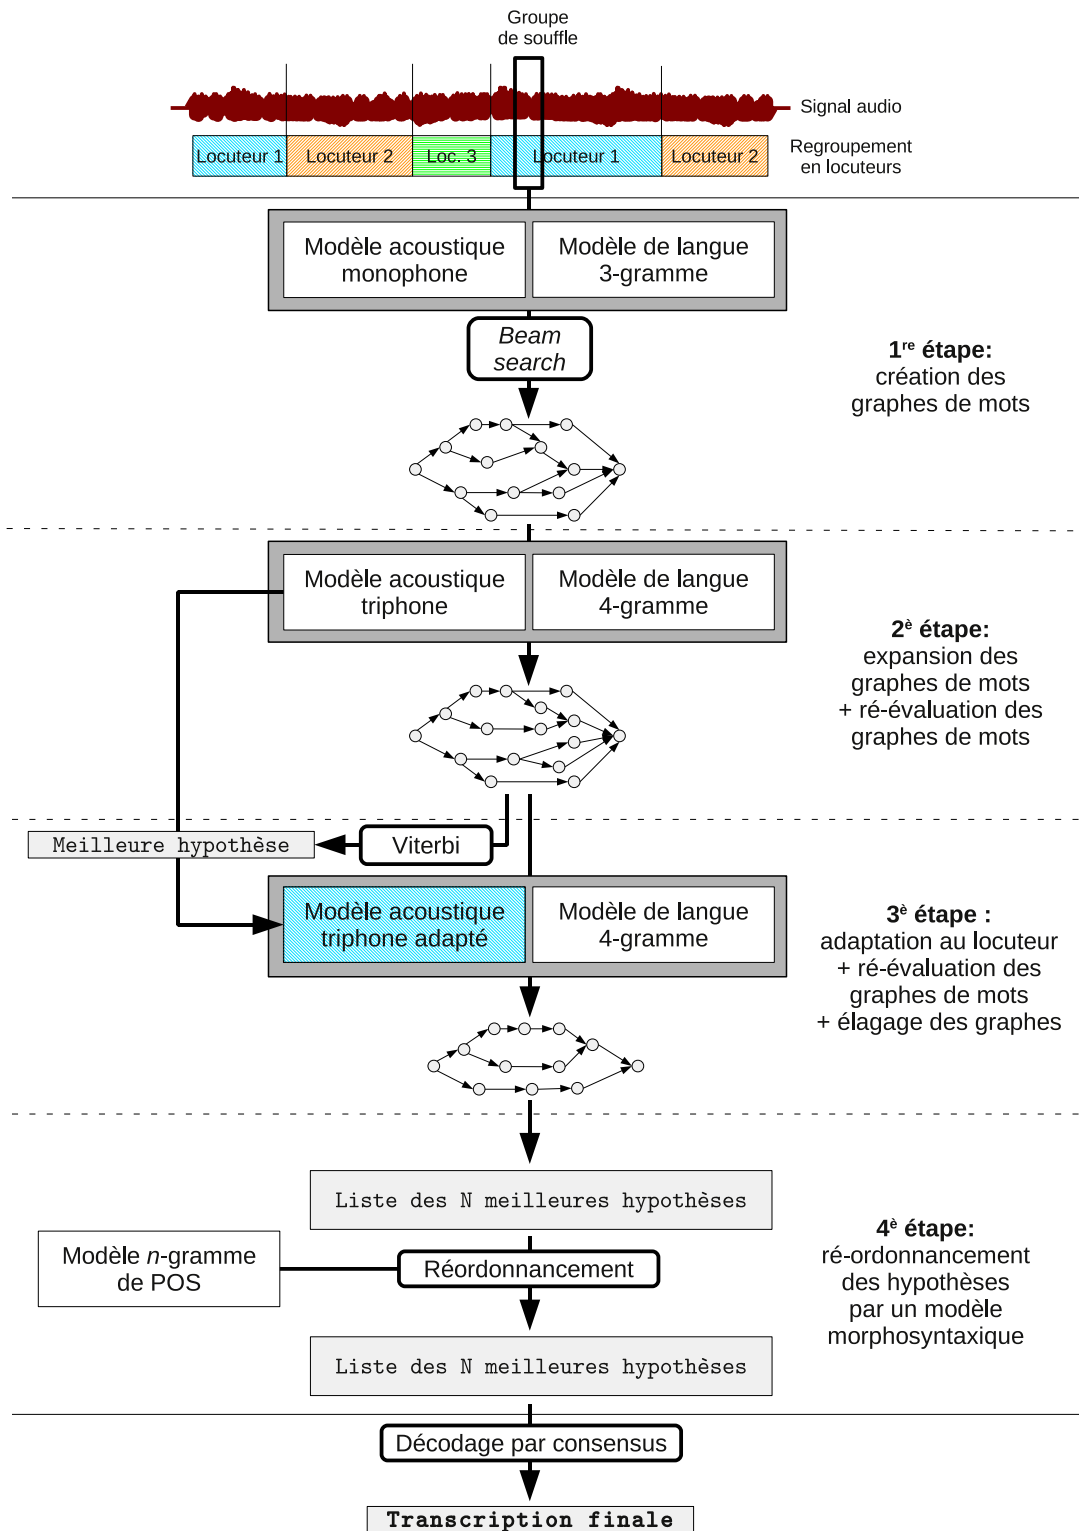 Groupe
de souffle
Signal audio
Locuteur 1
Locuteur 2
Loc. 3
Locuteur 1
Locuteur 2
Regroupement
en locuteurs
Modèle acoustique
monophone
Modèle de langue
3-gramme
Beam
search
1re étape:
création des
graphes de mots
Modèle acoustique
triphone
Modèle de langue
4-gramme
2è étape:
expansion des
graphes de mots
+ ré-évaluation des
graphes de mots
Meilleure hypothèse
Viterbi
Modèle acoustique
triphone adapté
Modèle de langue
4-gramme
3è étape :
adaptation au locuteur
+ ré-évaluation des
graphes de mots
+ élagage des graphes
Liste des N meilleures hypothèses
Modèle n-gramme
de POS
Réordonnancement
4è étape:
ré-ordonnancement
des hypothèses
par un modèle
morphosyntaxique
Liste des N meilleures hypothèses
Décodage par consensus
Transcription finale